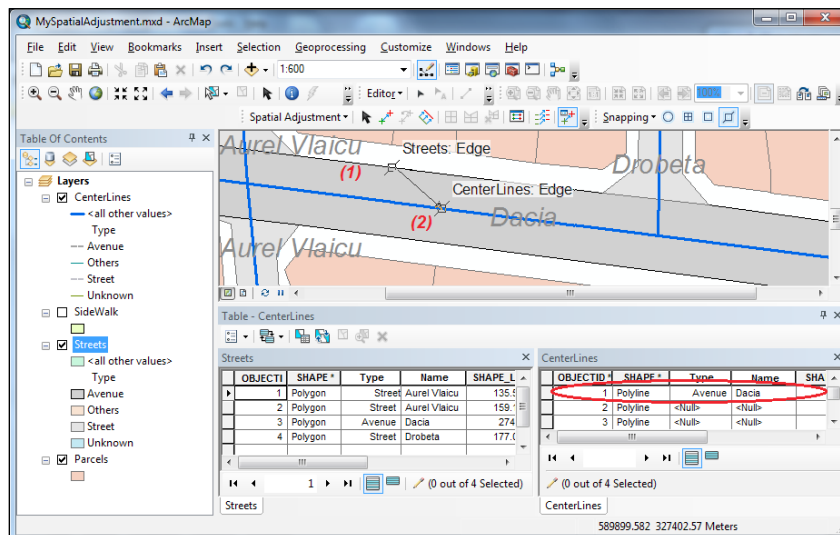 MySpatialAdjustment.mxd - ArcMap
File Edit View Bookmarks Insert Selection Geoprocessing Customize Windows Help
1:600
Editor 100%
Spatial Adjustment Snapping
Table Of Contents
Layers
CenterLines
<all other values>
Type
Avenue
Others
Street
Unknown
SideWalk
Streets
<all other values>
Type
Avenue
Others
Street
Unknown
Parcels
Aurel Vlaicu
Streets: Edge
(1)
Drobeta
CenterLines: Edge
(2)
Dacia
Aurel Vlaicu
Table - CenterLines
Streets
OBJECTI SHAPE * Type Name SHAPE_L
1 Polygon Street Aurel Vlaicu 135.5
2 Polygon Street Aurel Vlaicu 159.1
3 Polygon Avenue Dacia 274
4 Polygon Street Drobeta 177.0
1 (0 out of 4 Selected)
Streets
CenterLines
OBJECTID * SHAPE * Type Name SHA
1 Polyline Avenue Dacia
2 Polyline <Null> <Null>
3 Polyline <Null> <Null>
(0 out of 4 Selected)
CenterLines
589899.582 327402.57 Meters